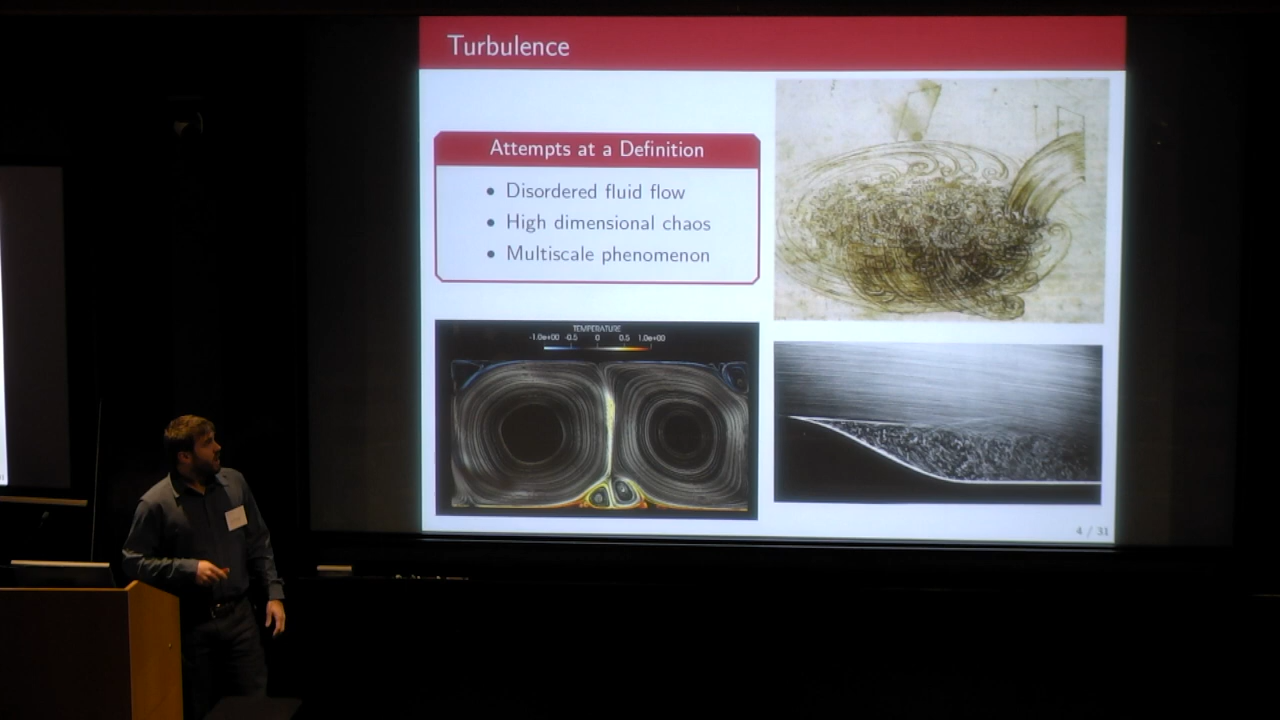 Turbulence
Attempts at a Definition
• Disordered fluid flow
• High dimensional chaos
• Multiscale phenomenon
TEMPERATURE
-1.0e+00 -0.5 0 0.5 1.0e+00
4 / 31